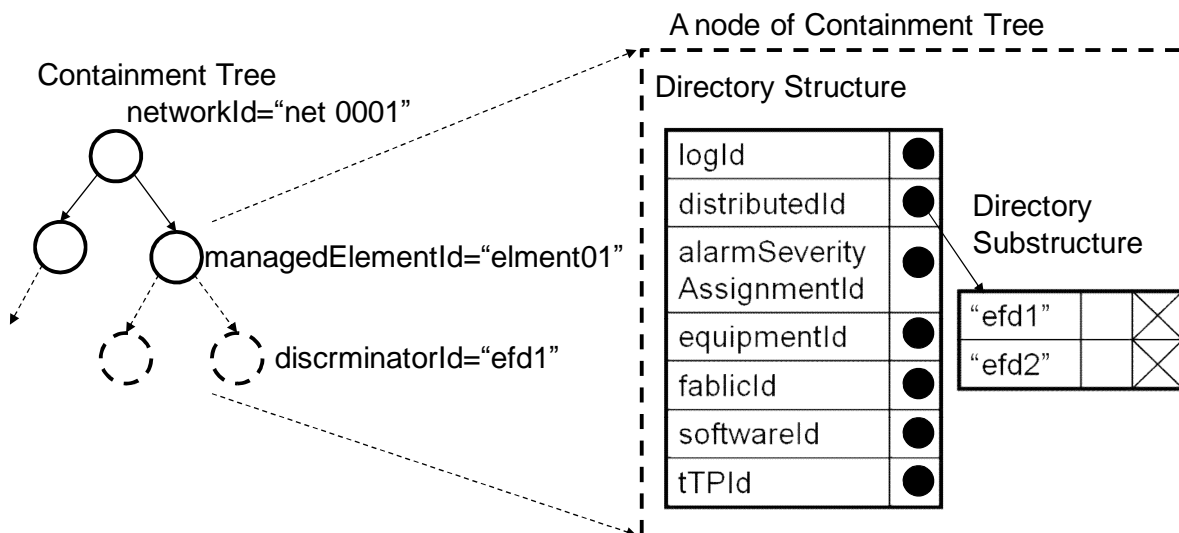 Containment Tree
networkId=“net 0001”
managedElementId=“elment01”
discrminatorId=“efd1”
A node of Containment Tree
Directory Structure
logId
distributedId
alarmSeverity
AssignmentId
equipmentId
fablicId
softwareId
tTPId
Directory
Substructure
“efd1”
“efd2”